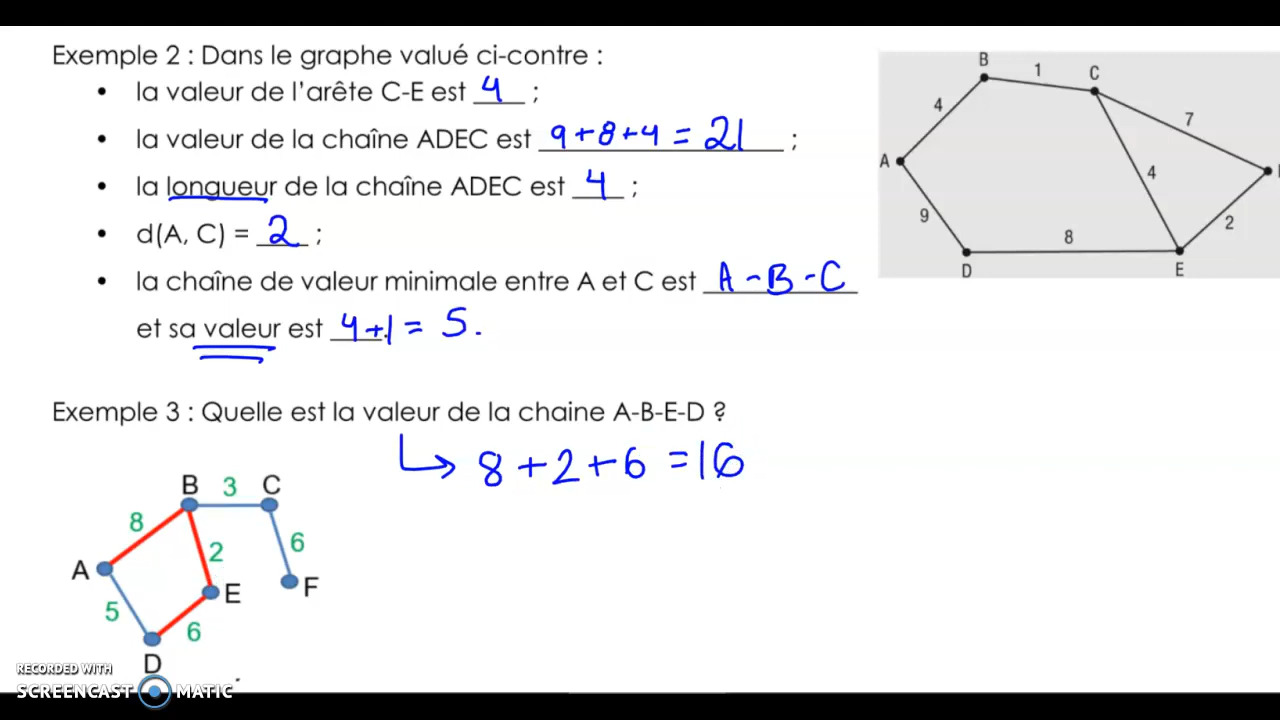 Exemple 2 : Dans le graphe valué ci-contre :
• la valeur de l'arête C-E est 4 ;
• la valeur de la chaîne ADEC est 9+8+4 = 21 ;
• la longueur de la chaîne ADEC est 4 ;
• d(A, C) = 2 ;
• la chaîne de valeur minimale entre A et C est A-B-C
et sa valeur est 4+1 = 5.
B
1
C
4
7
A
4
9
8
2
D
E
Exemple 3 : Quelle est la valeur de la chaine A-B-E-D ?
8+2+6 = 16
B 3 C
8
2
6
A
E
F
5
6
D
RECORDED WITH
SCREENCAST MATIC